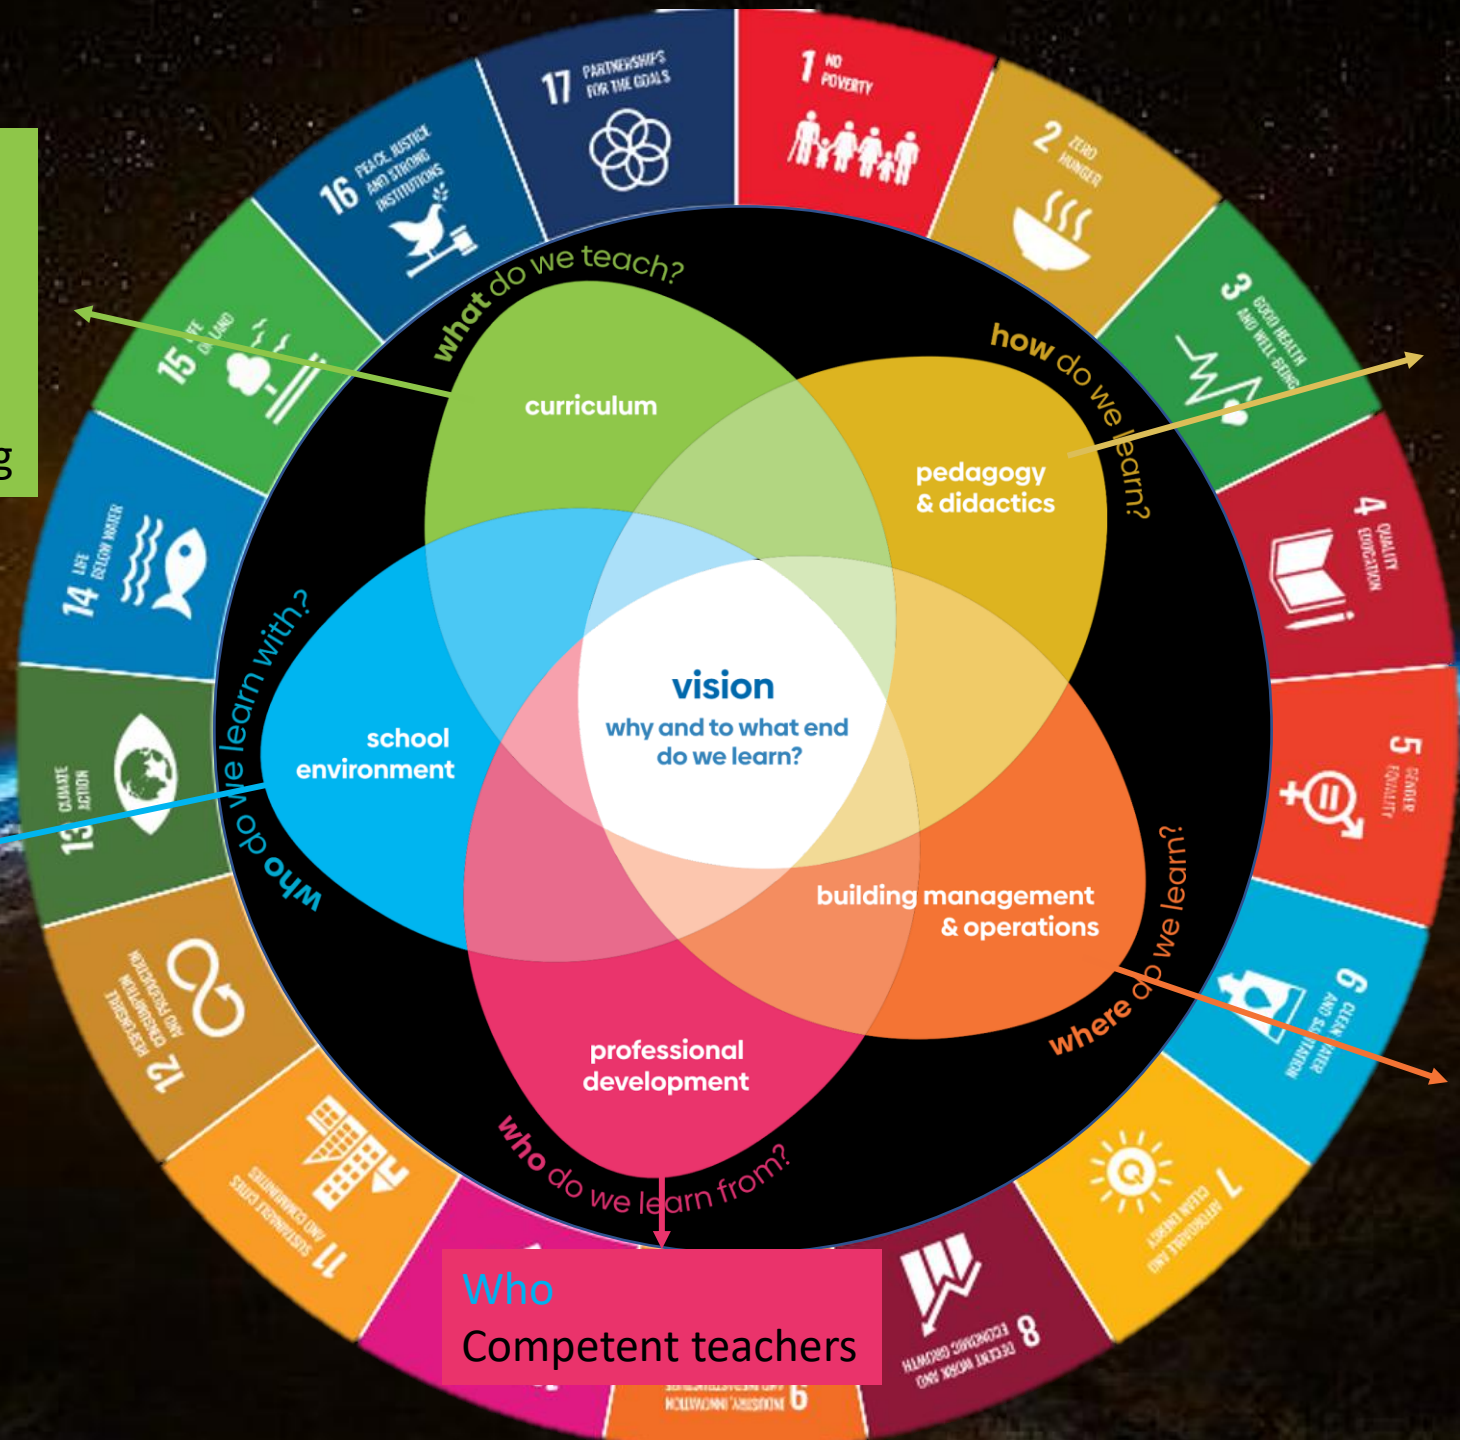 17 PARTNERSHIPS
FOR THE GOALS
1 NO
POVERTY
2 ZERO
HUNGER
3 GOOD HEALTH
AND WELL-BEING
4 QUALITY
EDUCATION
5 GENDER
EQUALITY
6 CLEAN WATER
AND SANITATION
7 AFFORDABLE AND
CLEAN ENERGY
8 DECENT WORK AND
ECONOMIC GROWTH
9 INDUSTRY, INNOVATION
AND INFRASTRUCTURE
11 SUSTAINABLE CITIES
AND COMMUNITIES
12 RESPONSIBLE
CONSUMPTION
AND PRODUCTION
13 CLIMATE
ACTION
14 LIFE
BELOW WATER
15 LIFE
ON LAND
16 PEACE, JUSTICE
AND STRONG
INSTITUTIONS
what do we teach?
curriculum
how do we learn?
pedagogy
& didactics
vision
why and to what end
do we learn?
who do we learn with?
school
environment
where do we learn?
building management
& operations
professional
development
who do we learn from?
Who
Competent teachers
g